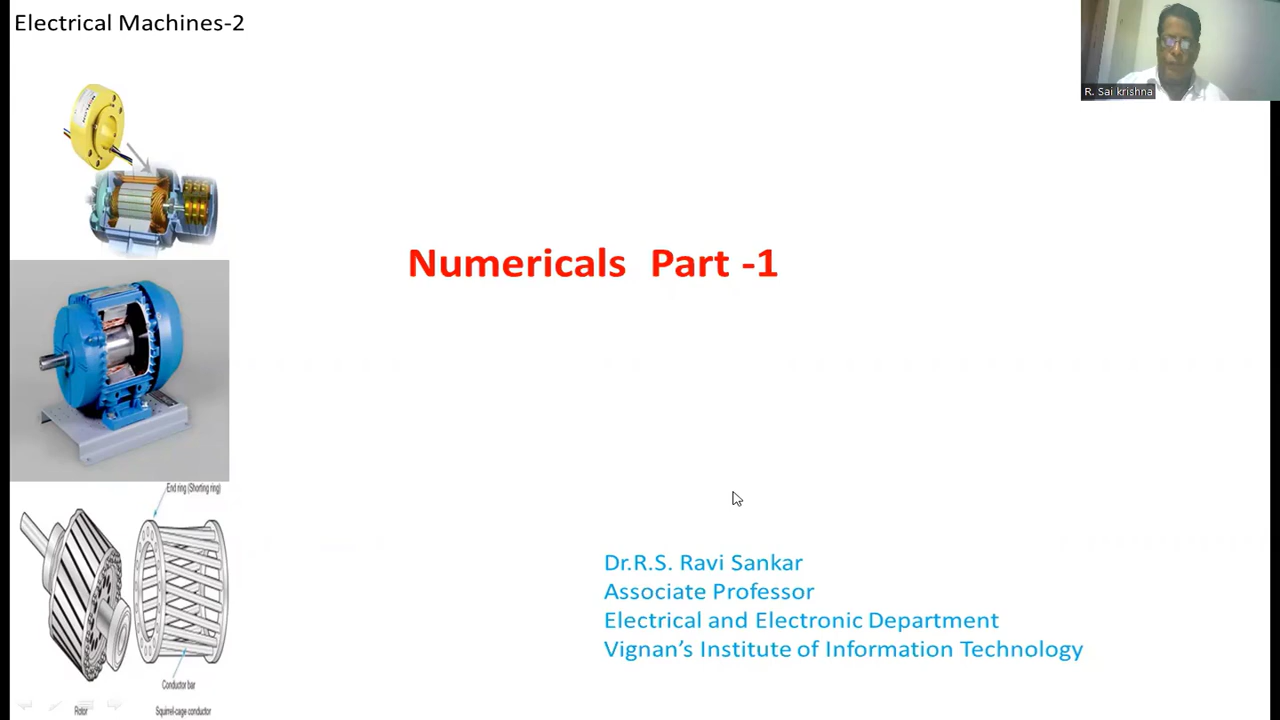 Electrical Machines-2
R. Sai krishna
Numericals Part -1
End ring (Shorting ring)
Dr.R.S. Ravi Sankar
Associate Professor
Electrical and Electronic Department
Vignan's Institute of Information Technology
Conductor bar
Rotor
Squirrel-cage conductor